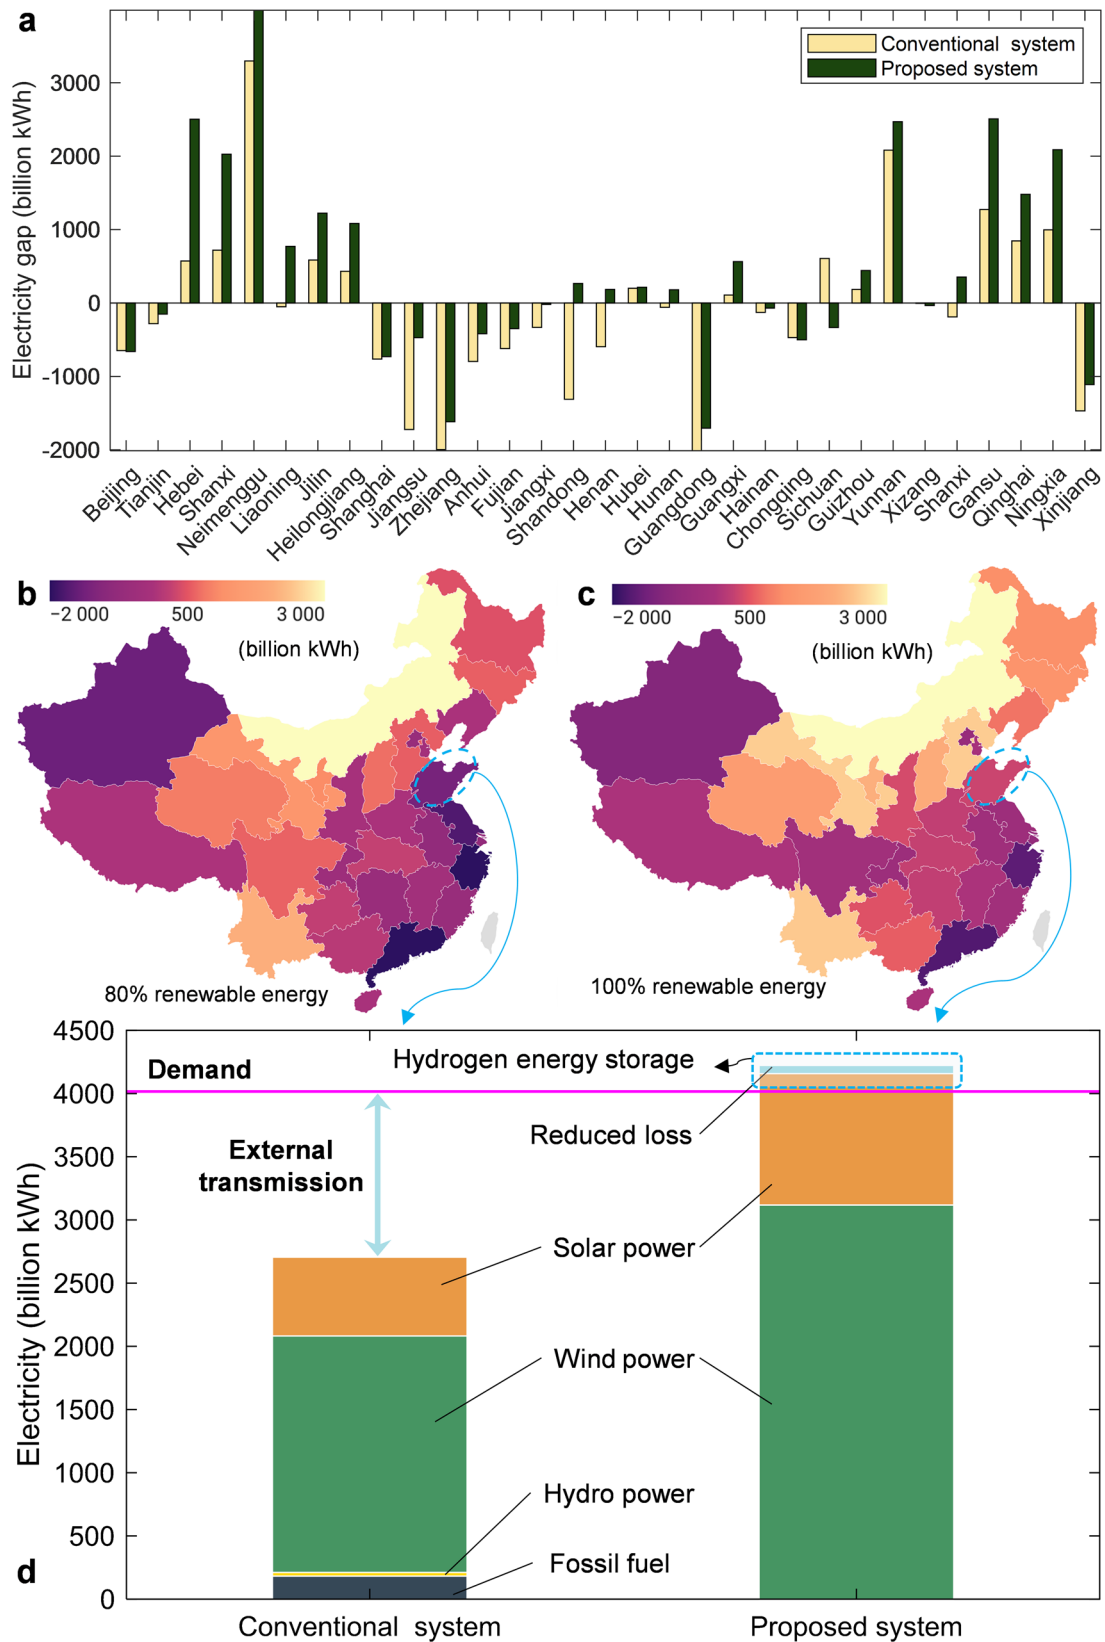 a
Conventional system
Proposed system
Electricity gap (billion kWh)
3000
2000
1000
0
-1000
-2000
Beijing
Tianjin
Hebei
Shanxi
Neimenggu
Liaoning
Jilin
Heilongjiang
Shanghai
Jiangsu
Zhejiang
Anhui
Fujian
Jiangxi
Shandong
Henan
Hubei
Hunan
Guangdong
Guangxi
Hainan
Chongqing
Sichuan
Guizhou
Yunnan
Xizang
Shanxi
Gansu
Qinghai
Ningxia
Xinjiang
b
−2 000 500 3 000
(billion kWh)
80% renewable energy
c
−2 000 500 3 000
(billion kWh)
100% renewable energy
d
Electricity (billion kWh)
4500
4000
3500
3000
2500
2000
1500
1000
500
0
Demand
Hydrogen energy storage
External
transmission
Reduced loss
Solar power
Wind power
Hydro power
Fossil fuel
Conventional system
Proposed system